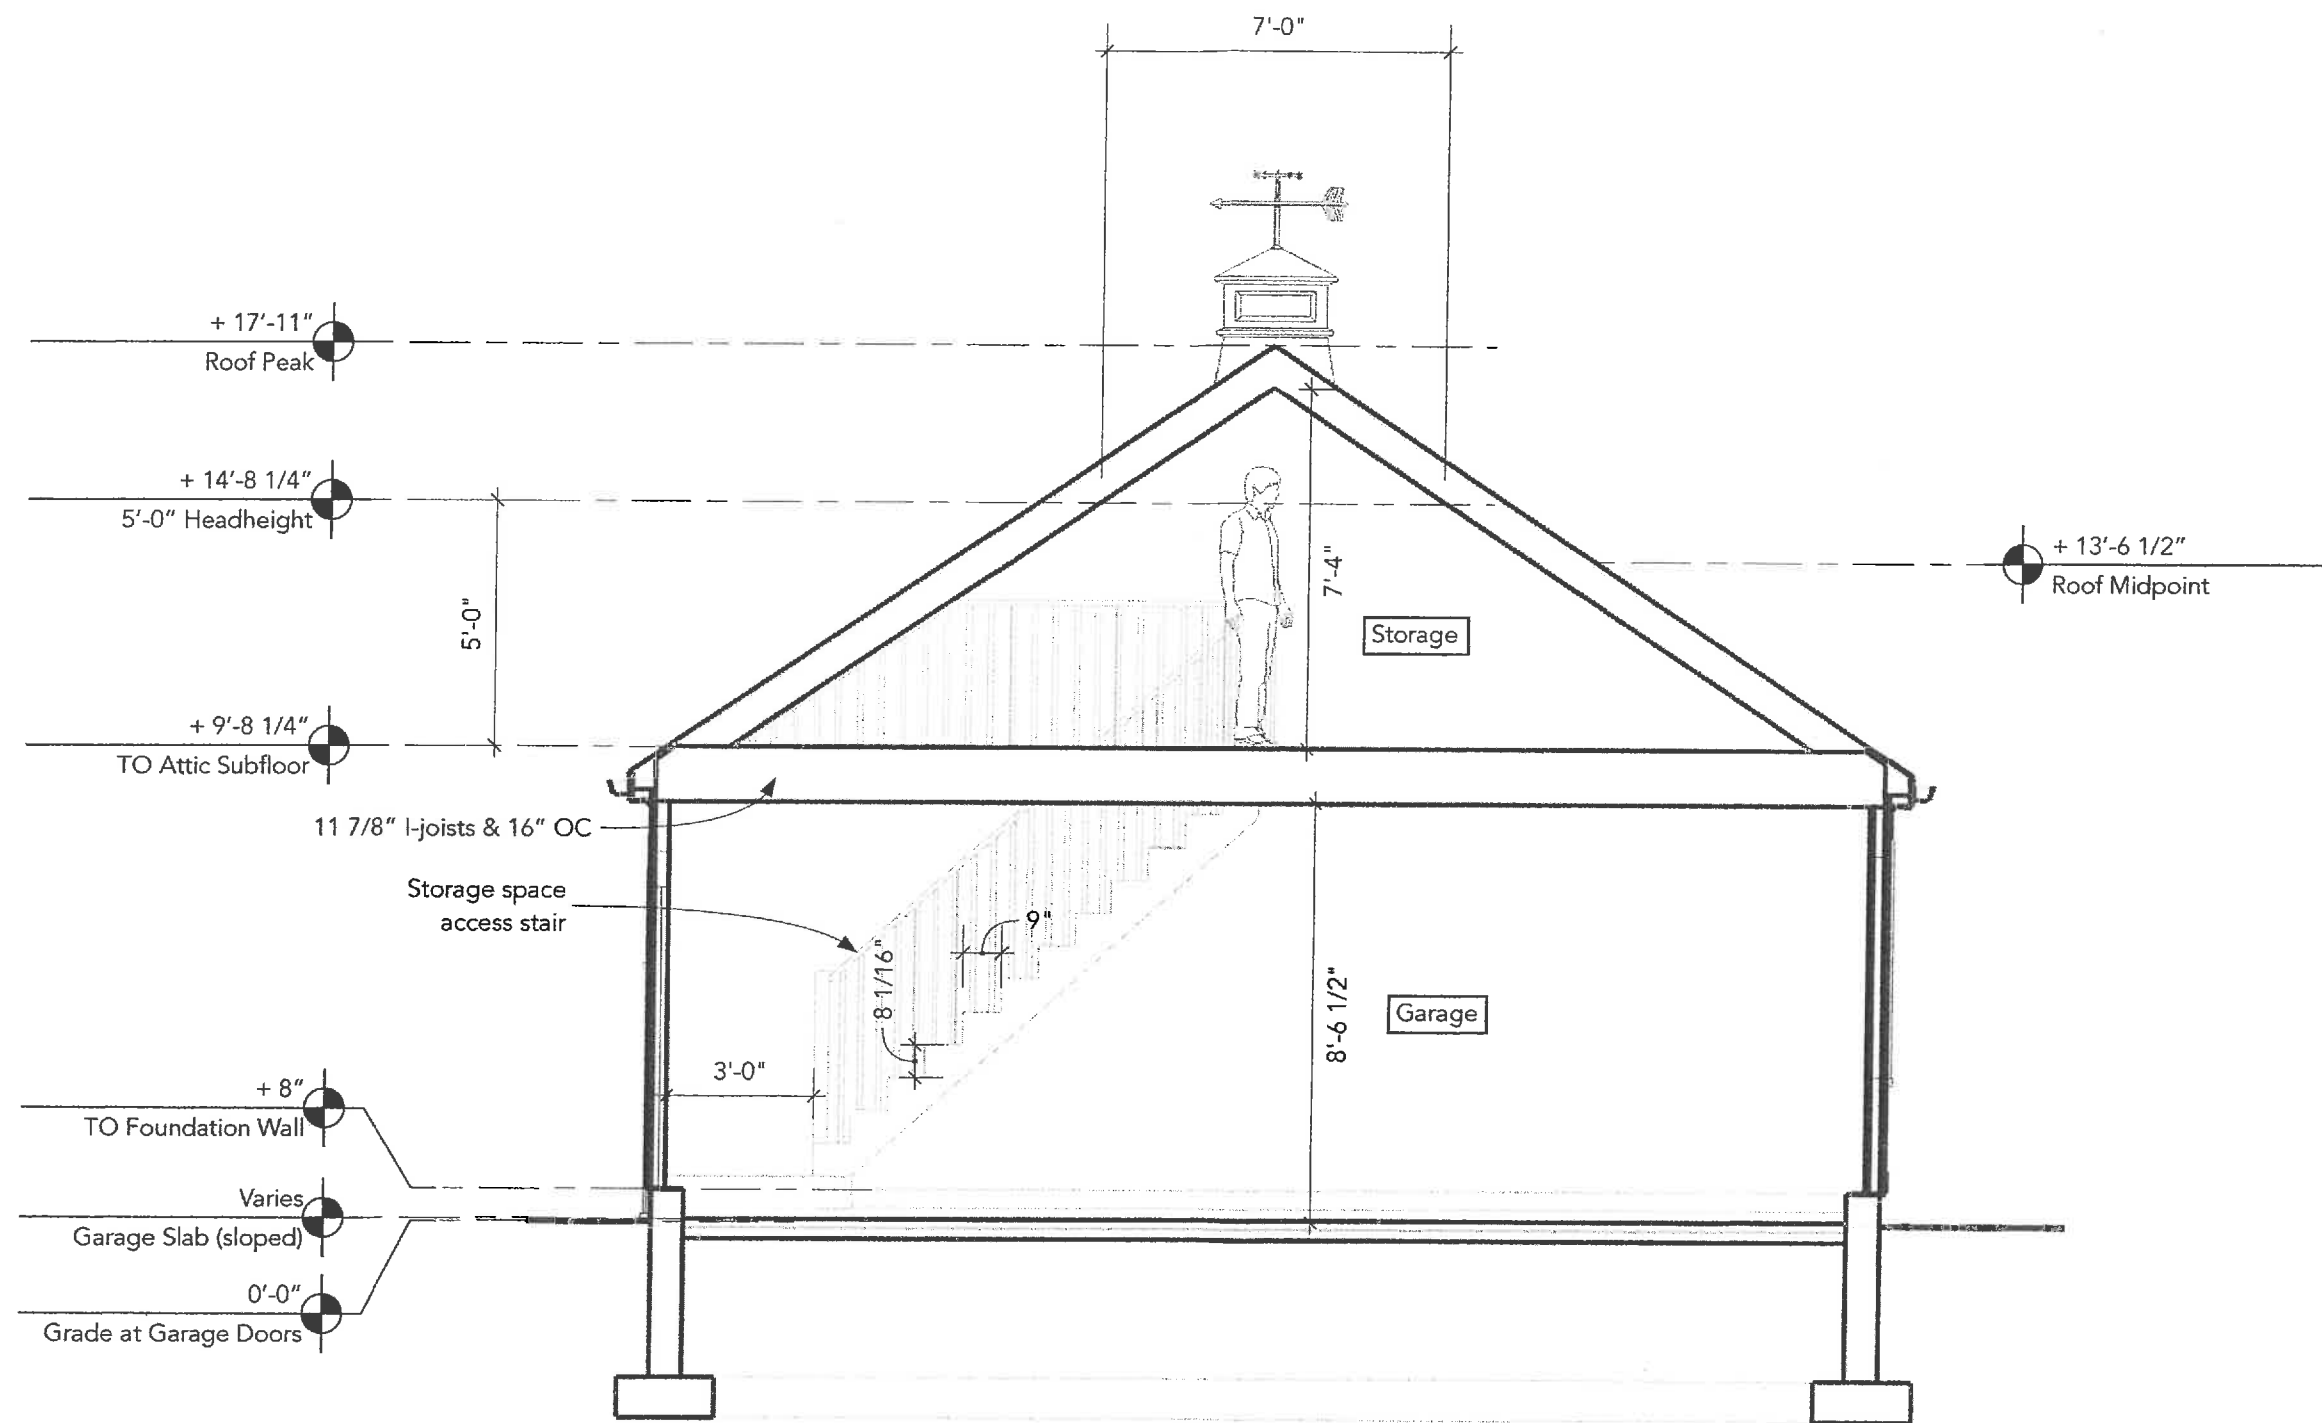 7'-0"
+ 17'-11"
Roof Peak
+ 14'-8 1/4"
5'-0" Headheight
+ 13'-6 1/2"
Roof Midpoint
7'-4"
5'-0"
Storage
+ 9'-8 1/4"
TO Attic Subfloor
11 7/8" I-joists & 16" OC
Storage space
access stair
9"
8 1/16"
8'-6 1/2"
Garage
3'-0"
+ 8"
TO Foundation Wall
Varies
Garage Slab (sloped)
0'-0"
Grade at Garage Doors